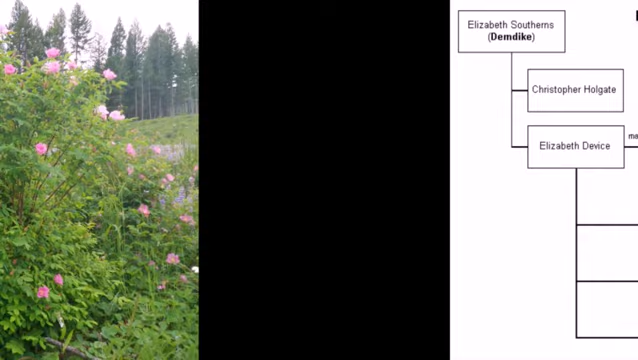 Elizabeth Southerns
(Demdike)
Christopher Holgate
Elizabeth Device